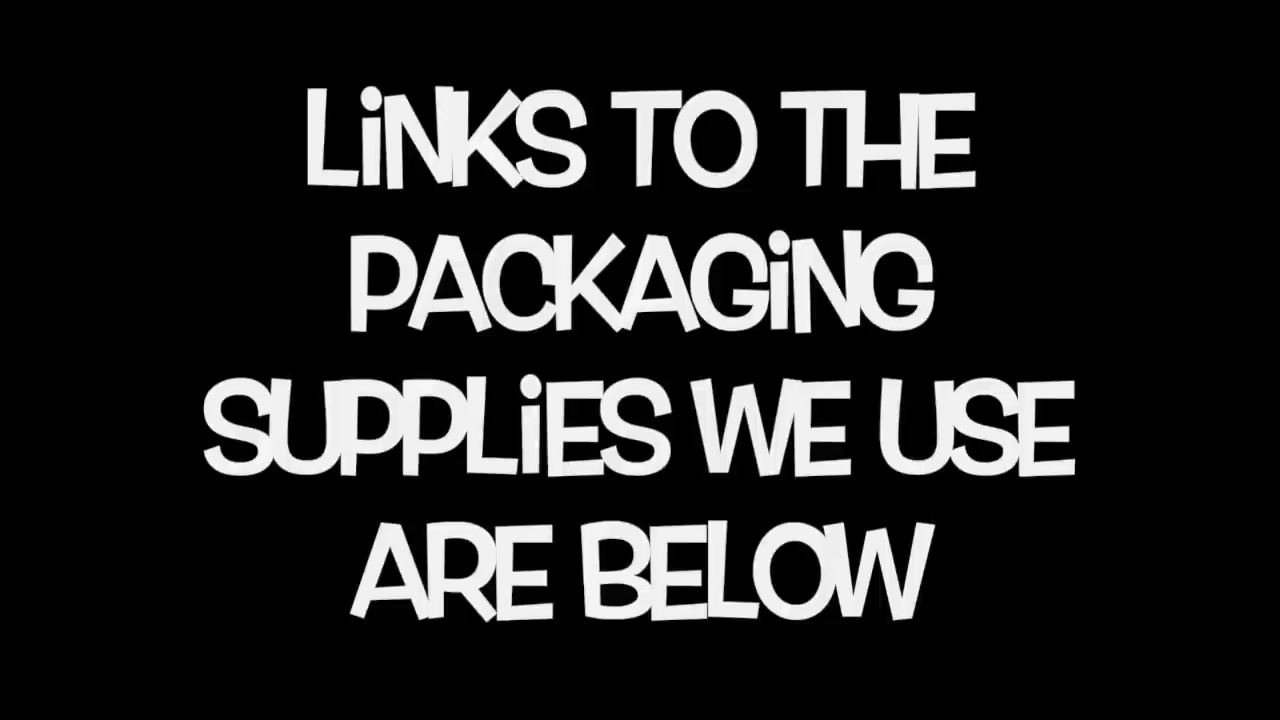 LiNKS TO THE
PACKAGiNG
SUPPLiES WE USE
ARE BELOW